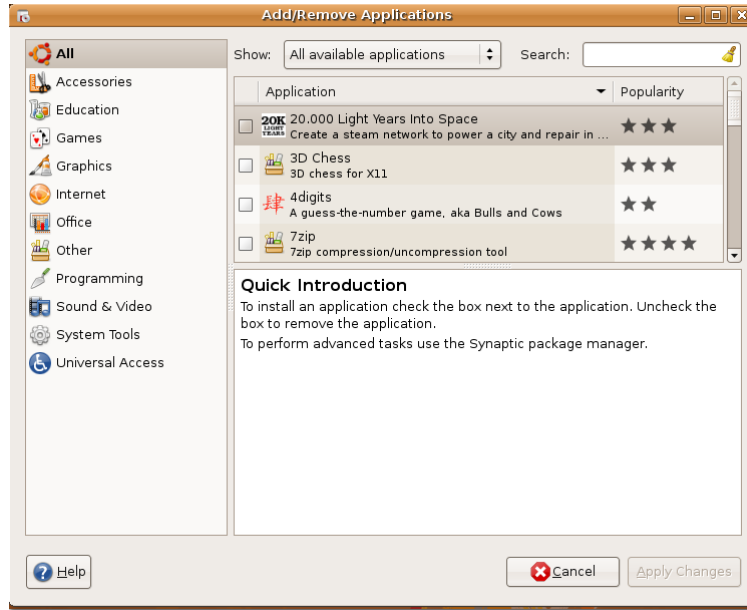 Add/Remove Applications
All
Accessories
Education
Games
Graphics
Internet
Office
Other
Programming
Sound & Video
System Tools
Universal Access
Show: All available applications Search:
Application Popularity
20K LIGHT YEARS
20.000 Light Years Into Space
Create a steam network to power a city and repair in ...
3D Chess
3D chess for X11
肆 4digits
A guess-the-number game, aka Bulls and Cows
7zip
7zip compression/uncompression tool
Quick Introduction
To install an application check the box next to the application. Uncheck the
box to remove the application.
To perform advanced tasks use the Synaptic package manager.
Help
Cancel
Apply Changes